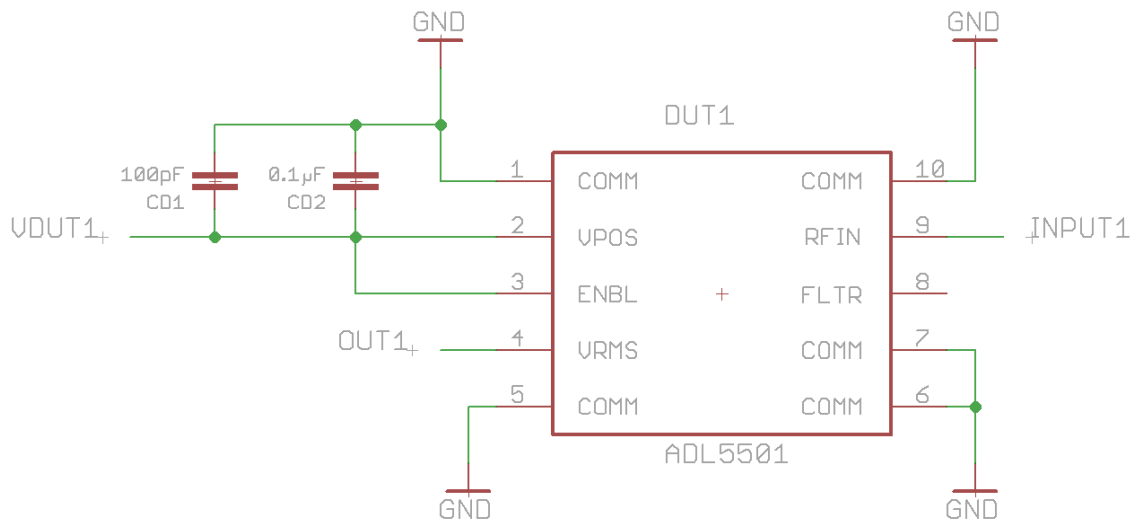 GND GND
DUT1
100pF 0.1µF 1 COMM COMM 10
CD1 CD2
VDUT1 2 VPOS RFIN 9 INPUT1
3 ENBL FLTR 8
OUT1 4 VRMS COMM 7
5 COMM COMM 6
ADL5501
GND GND